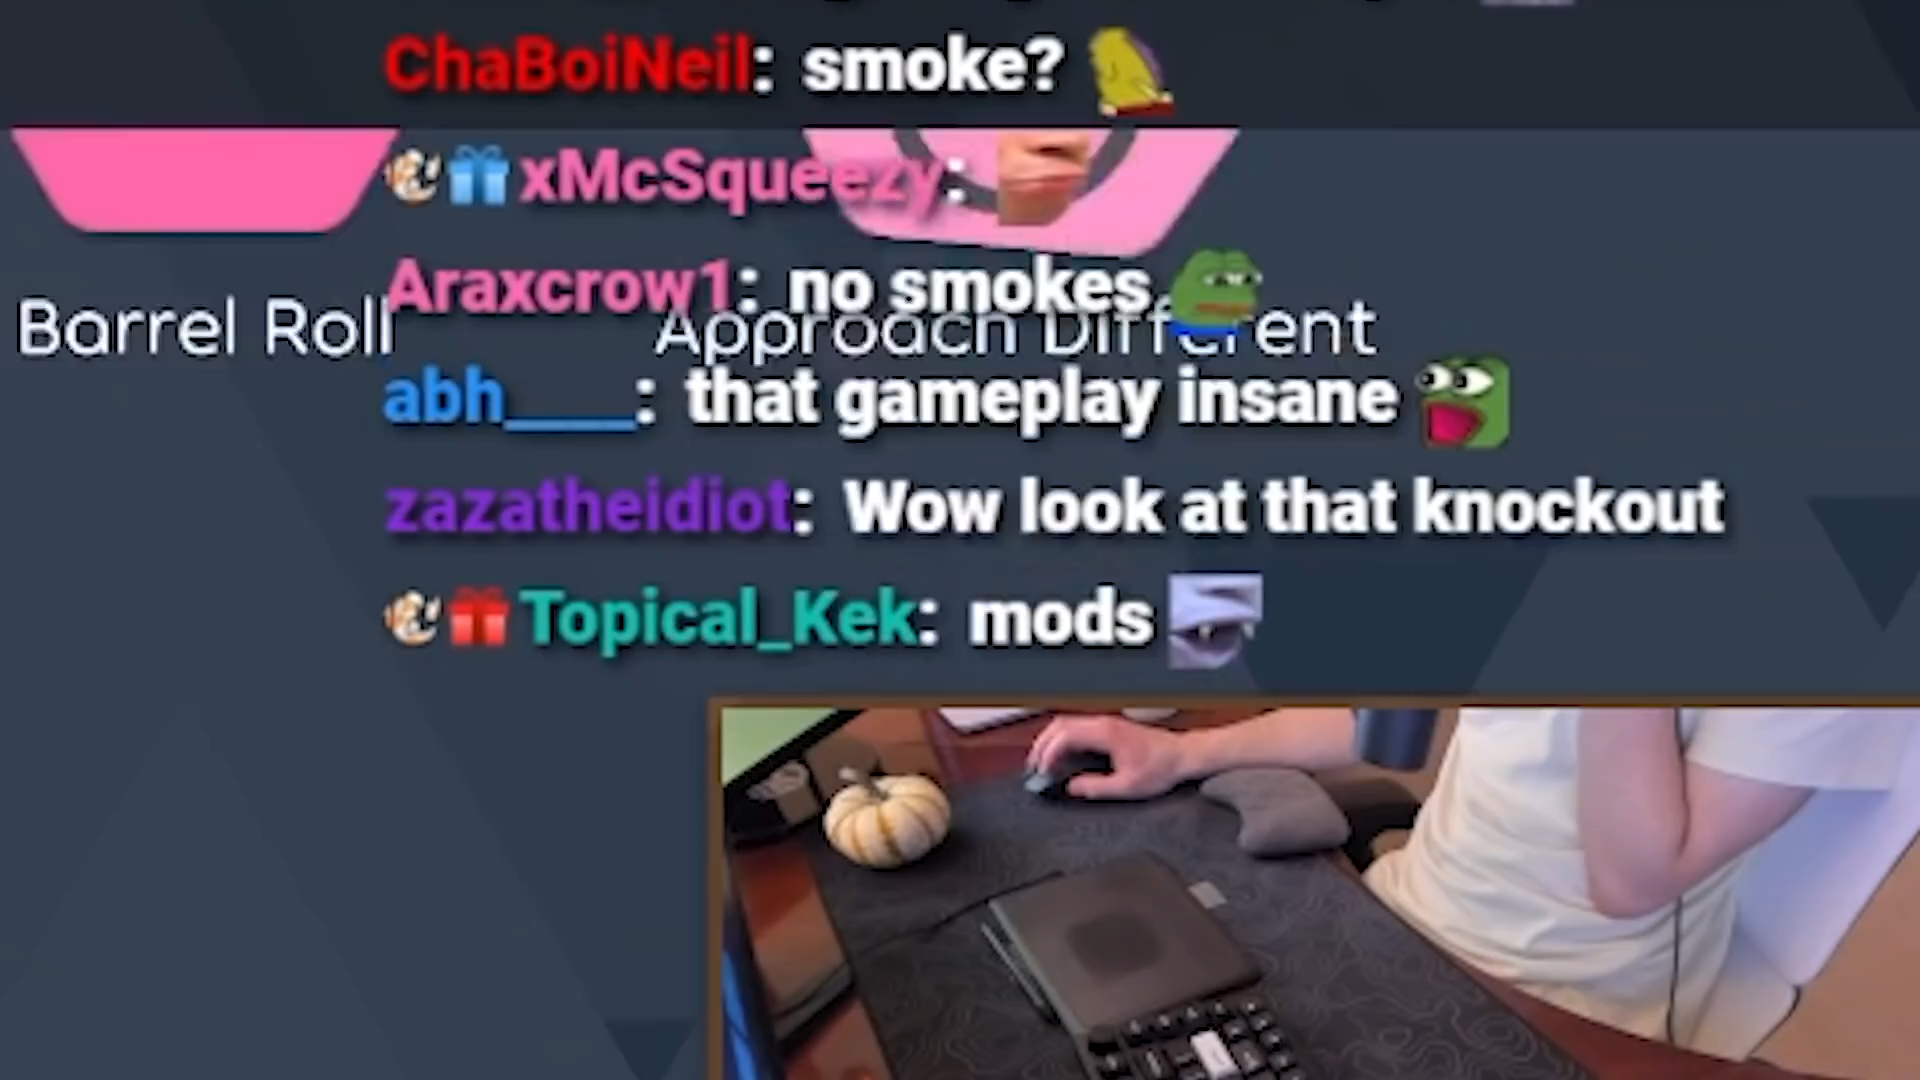 ChaBoiNeil: smoke?
xMcSqueezy:
Araxcrow1: no smokes
Barrel Roll
Approach Different
abh____: that gameplay insane
zazatheidiot: Wow look at that knockout
Topical_Kek: mods